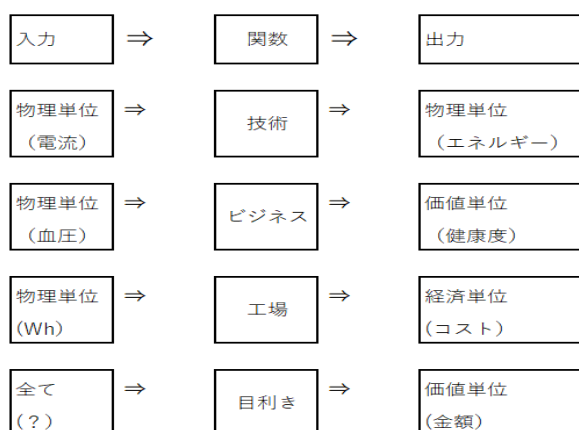 入力 ⇒ 関数 ⇒ 出力
物理単位 ⇒ 技術 ⇒ 物理単位
(電流) (エネルギー)
物理単位 ⇒ ビジネス ⇒ 価値単位
(血圧) (健康度)
物理単位 ⇒ 工場 ⇒ 経済単位
(Wh) (コスト)
全て ⇒ 目利き ⇒ 価値単位
(?) (金額)